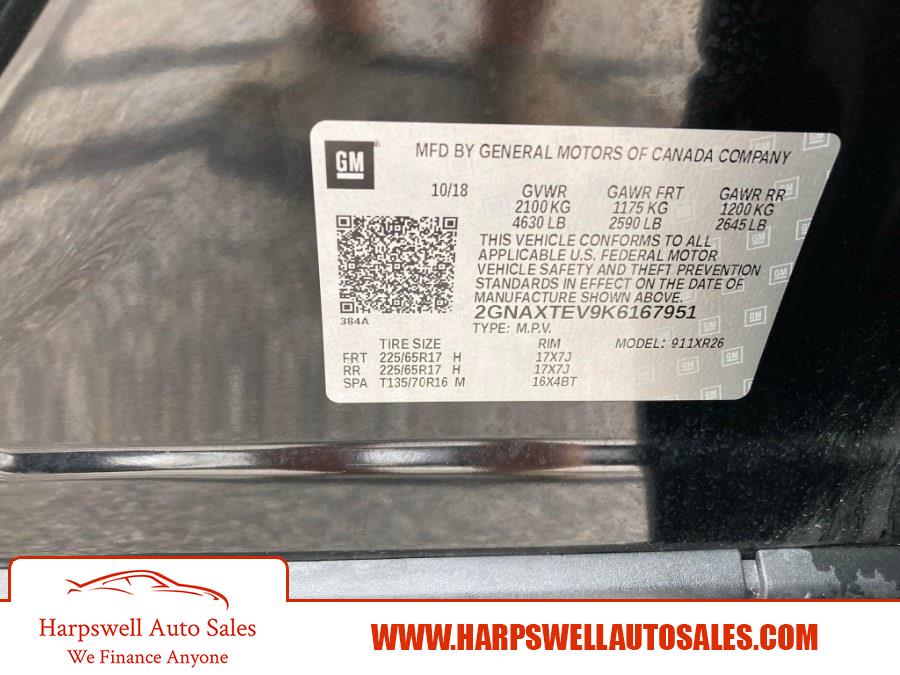 GM
MFD BY GENERAL MOTORS OF CANADA COMPANY
10/18 GVWR GAWR FRT GAWR RR
2100 KG 1175 KG 1200 KG
4630 LB 2590 LB 2645 LB
THIS VEHICLE CONFORMS TO ALL
APPLICABLE U.S. FEDERAL MOTOR
VEHICLE SAFETY AND THEFT PREVENTION
STANDARDS IN EFFECT ON THE DATE OF
MANUFACTURE SHOWN ABOVE.
384A
2GNAXTEV9K6167951
TYPE: M.P.V. MODEL: 911XR26
TIRE SIZE RIM
FRT 225/65R17 H 17X7J
RR 225/65R17 H 17X7J
SPA T135/70R16 M 16X4BT
Harpswell Auto Sales
We Finance Anyone
WWW.HARPSWELLAUTOSALES.COM